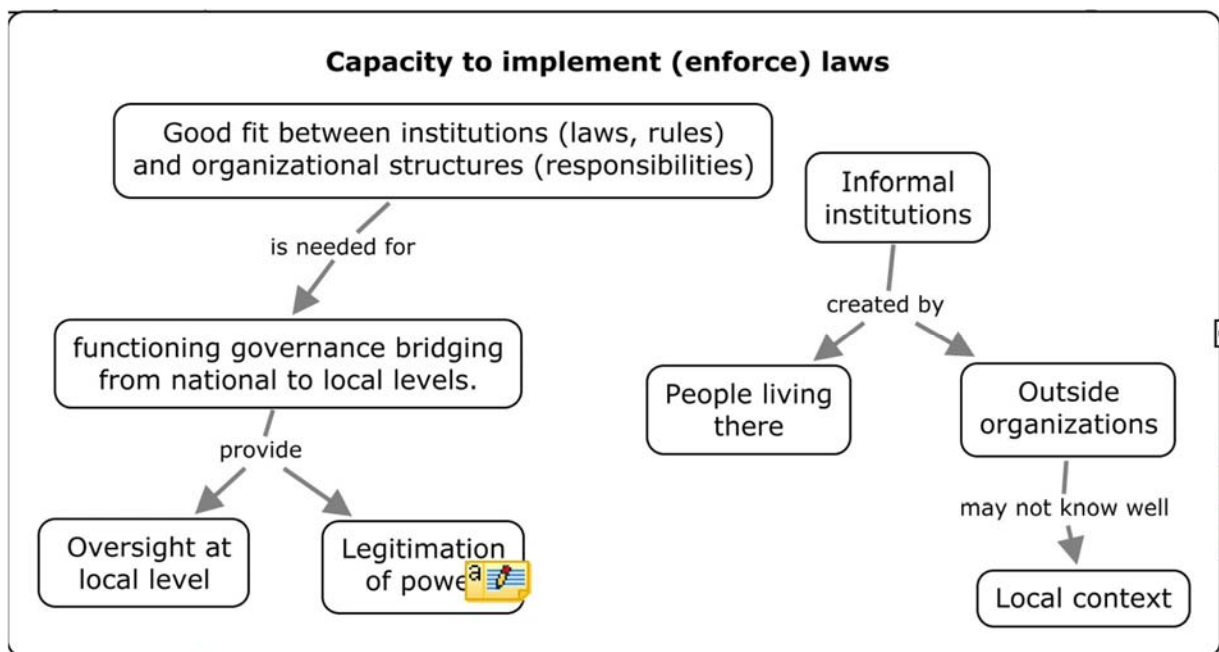 Capacity to implement (enforce) laws
Good fit between institutions (laws, rules)
and organizational structures (responsibilities)
is needed for
functioning governance bridging
from national to local levels.
provide
Oversight at
local level
Legitimation
of powe
a
Informal
institutions
created by
People living
there
Outside
organizations
may not know well
Local context